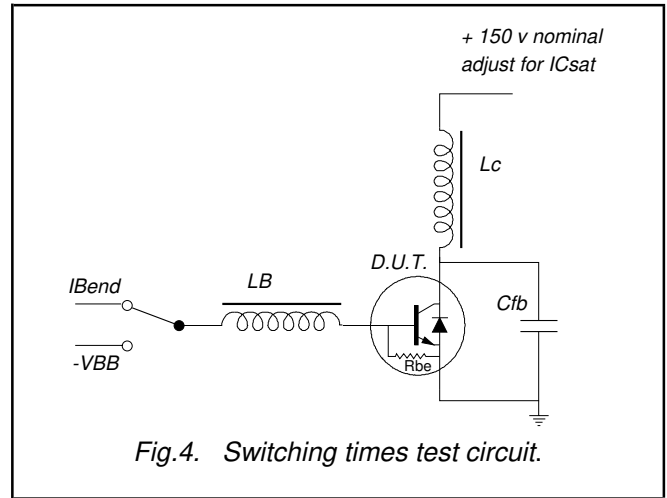 + 150 v nominal
adjust for ICsat
Lc
D.U.T.
LB
IBend
Cfb
-VBB
Rbe
Fig.4. Switching times test circuit.